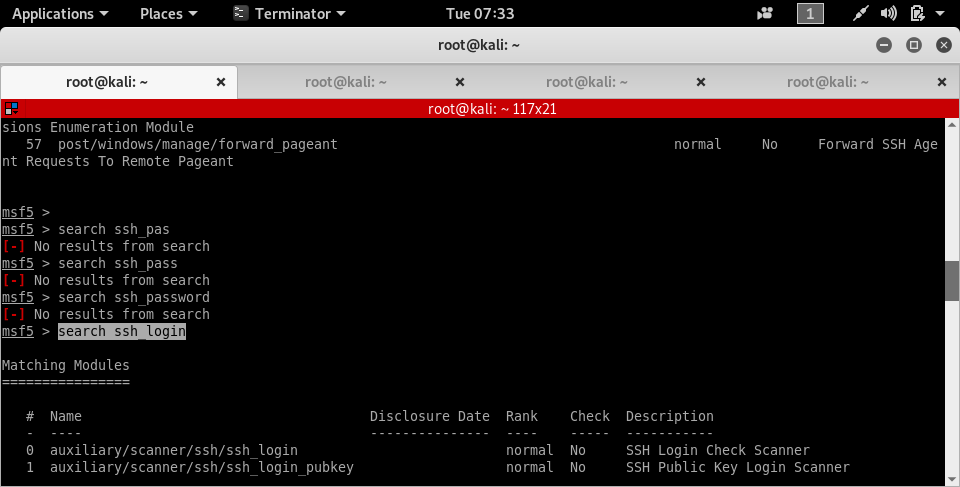 Applications Places Terminator Tue 07:33 1
root@kali: ~
root@kali: ~ root@kali: ~ root@kali: ~ root@kali: ~
root@kali: ~ 117x21
sions Enumeration Module
57 post/windows/manage/forward_pageant normal No Forward SSH Age
nt Requests To Remote Pageant
msf5 >
msf5 > search ssh_pas
[-] No results from search
msf5 > search ssh_pass
[-] No results from search
msf5 > search ssh_password
[-] No results from search
msf5 > search ssh_login
Matching Modules
================
# Name Disclosure Date Rank Check Description
- ---- --------------- ---- ----- -----------
0 auxiliary/scanner/ssh/ssh_login normal No SSH Login Check Scanner
1 auxiliary/scanner/ssh/ssh_login_pubkey normal No SSH Public Key Login Scanner